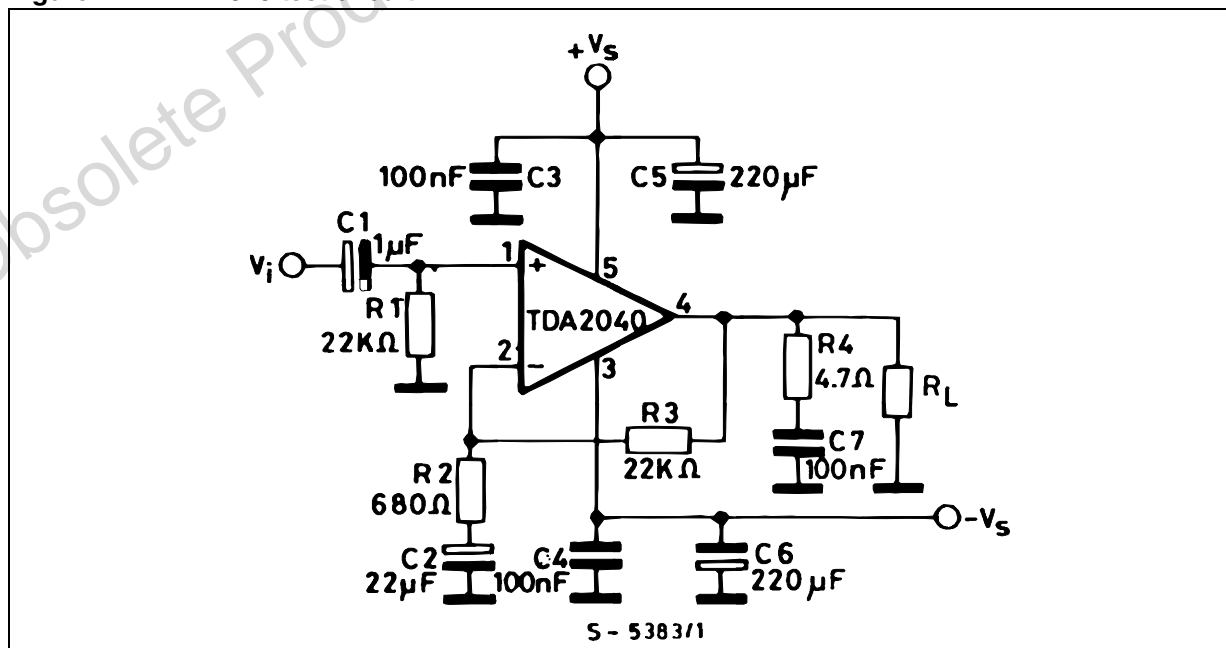 +Vs
100nF
C3
C5
220µF
C1
1µF
Vi
R1
22KΩ
1
+
5
TDA2040
4
2
-
3
R4
4.7Ω
RL
R3
22KΩ
C7
100nF
R2
680Ω
-Vs
C2
22µF
C4
100nF
C6
220µF
S - 5383/1
obsolete